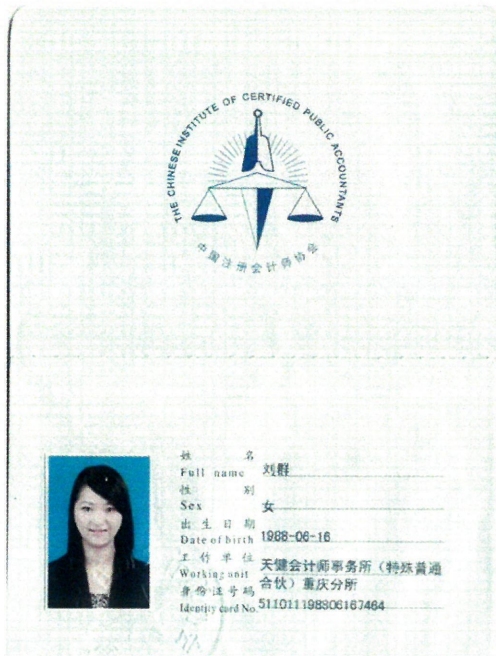 THE CHINESE INSTITUTE OF CERTIFIED PUBLIC ACCOUNTANTS
中国注册会计师协会
姓 名
Full name 刘群
性 别
Sex 女
出生日期
Date of birth 1988-06-16
工作单位
Working unit 天健会计师事务所（特殊普通
合伙）重庆分所
身份证号码
Identity card No. 511011198806167464